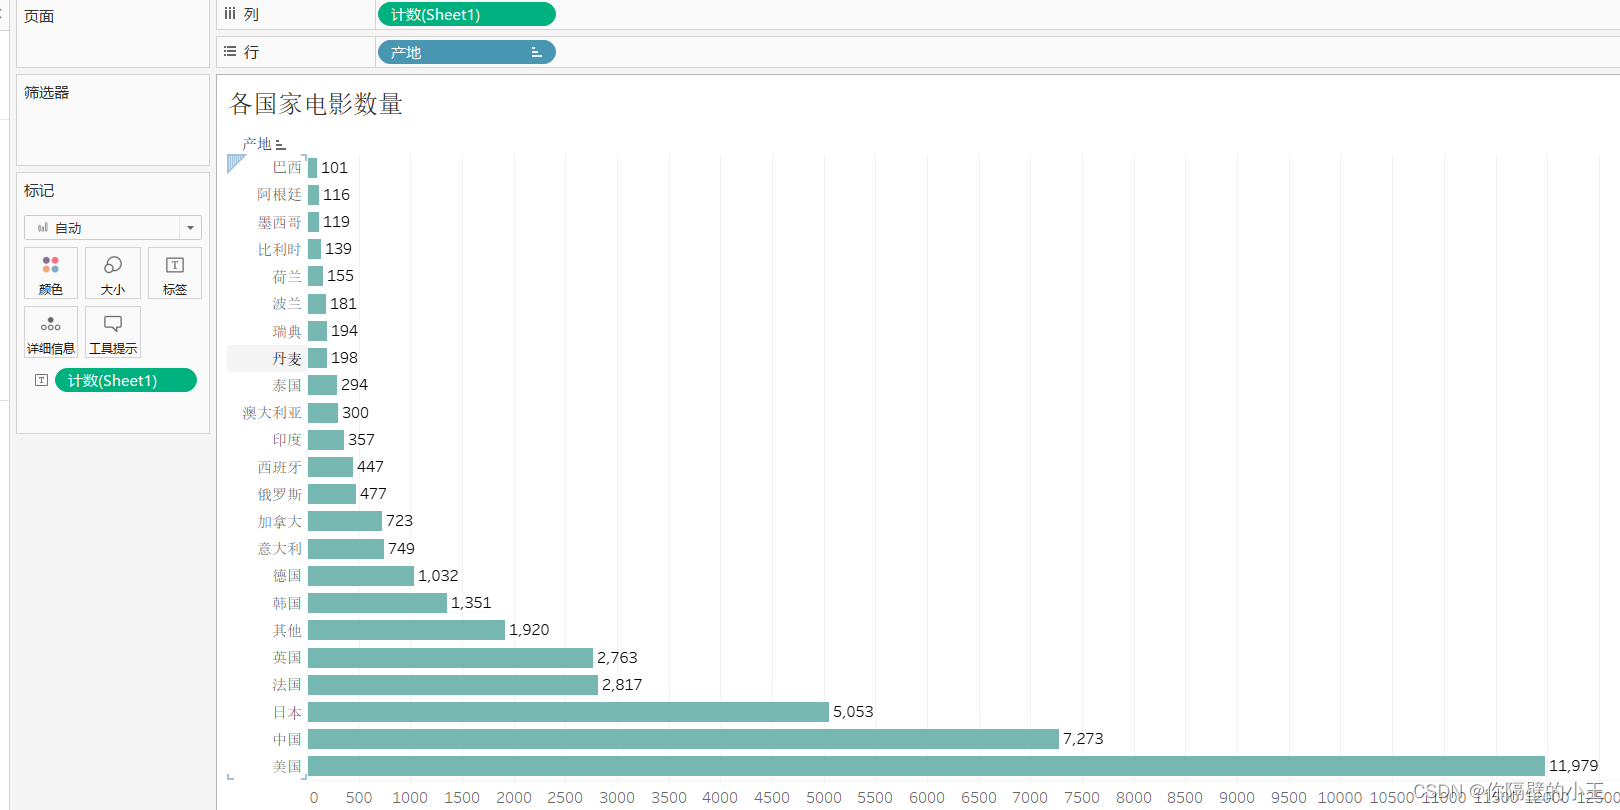 页面
列
计数(Sheet1)
行
产地
筛选器
标记
自动
颜色
大小
标签
详细信息
工具提示
计数(Sheet1)
各国家电影数量
产地
巴西 101
阿根廷 116
墨西哥 119
比利时 139
荷兰 155
波兰 181
瑞典 194
丹麦 198
泰国 294
澳大利亚 300
印度 357
西班牙 447
俄罗斯 477
加拿大 723
意大利 749
德国 1,032
韩国 1,351
其他 1,920
英国 2,763
法国 2,817
日本 5,053
中国 7,273
美国 11,979
0 500 1000 1500 2000 2500 3000 3500 4000 4500 5000 5500 6000 6500 7000 7500 8000 8500 9000 9500 10000 10500 11000 11500 12000 12500
CSDN @你隔壁的小王